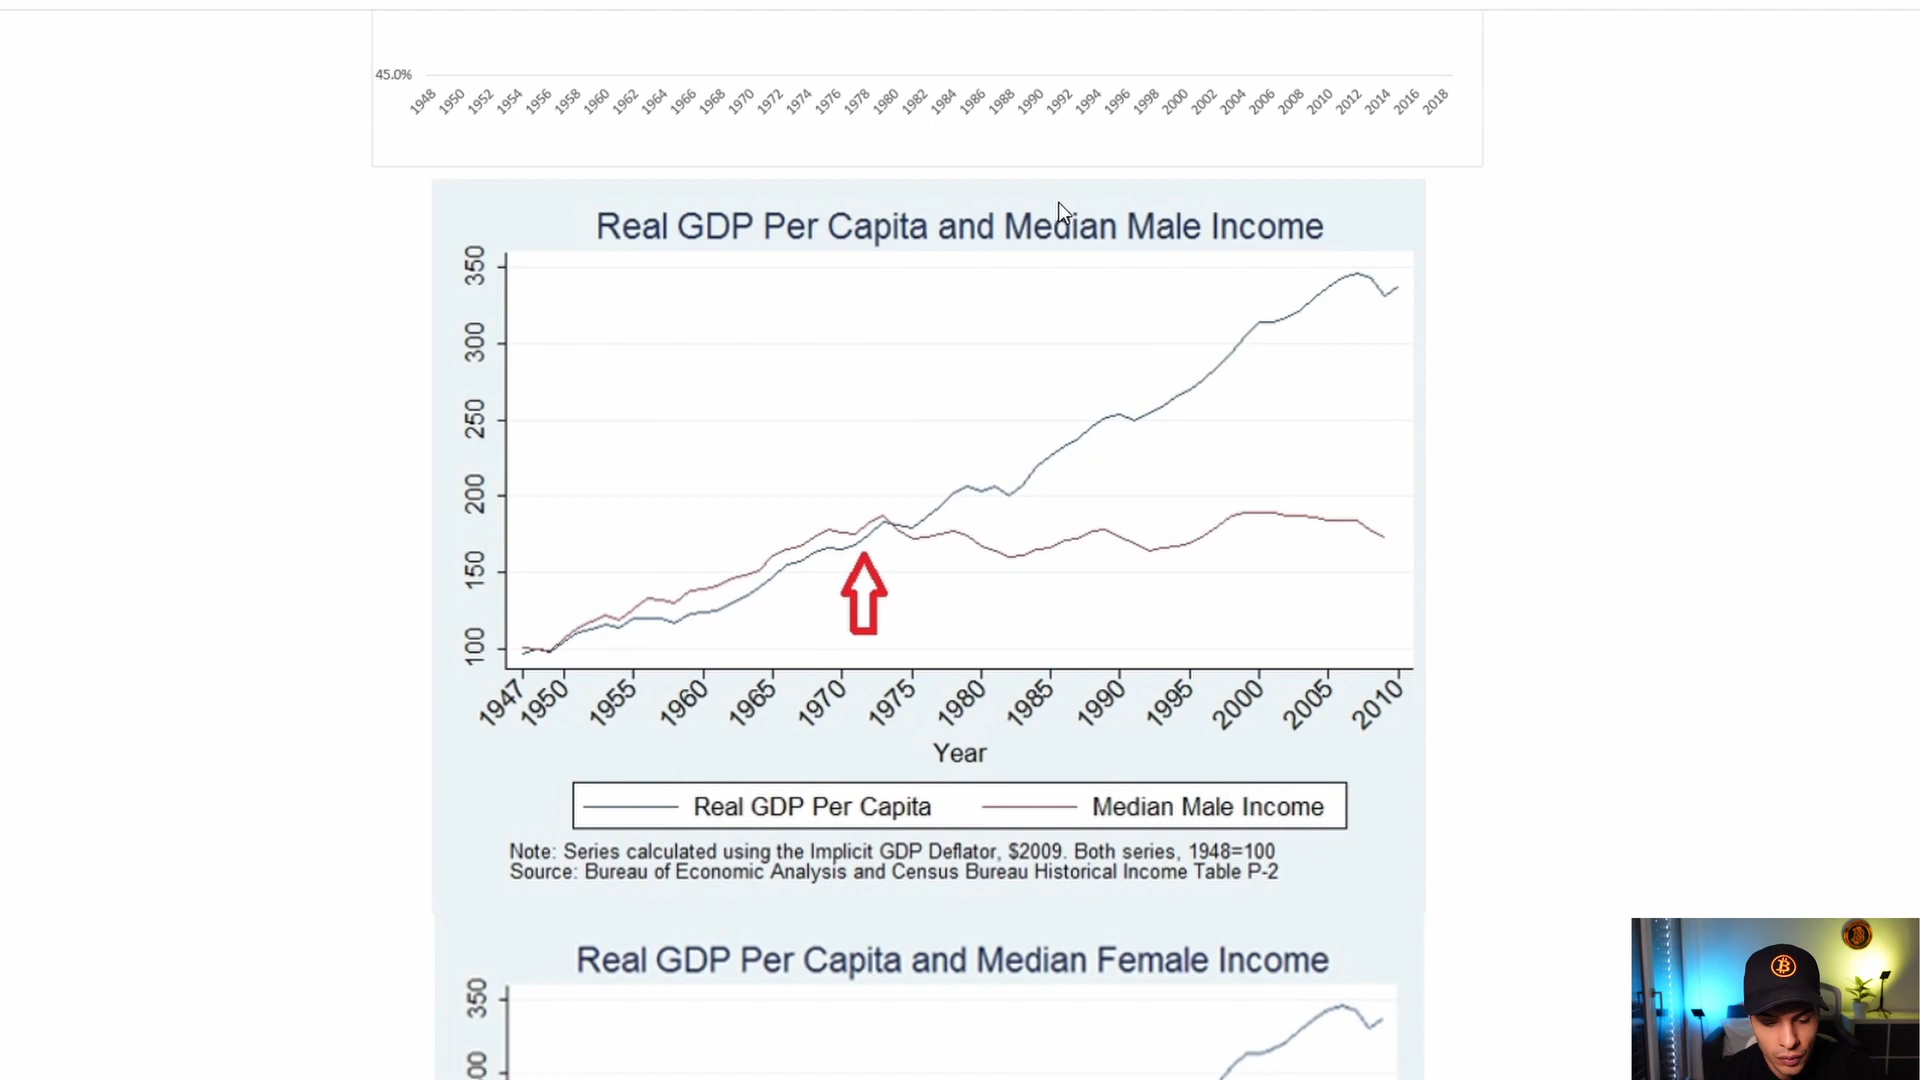 45.0%
1948 1950 1952 1954 1956 1958 1960 1962 1964 1966 1968 1970 1972 1974 1976 1978 1980 1982 1984 1986 1988 1990 1992 1994 1996 1998 2000 2002 2004 2006 2008 2010 2012 2014 2016 2018
Real GDP Per Capita and Median Male Income
350
300
250
200
150
100
1947 1950 1955 1960 1965 1970 1975 1980 1985 1990 1995 2000 2005 2010
Year
Real GDP Per Capita Median Male Income
Note: Series calculated using the Implicit GDP Deflator, $2009. Both series, 1948=100
Source: Bureau of Economic Analysis and Census Bureau Historical Income Table P-2
Real GDP Per Capita and Median Female Income
350